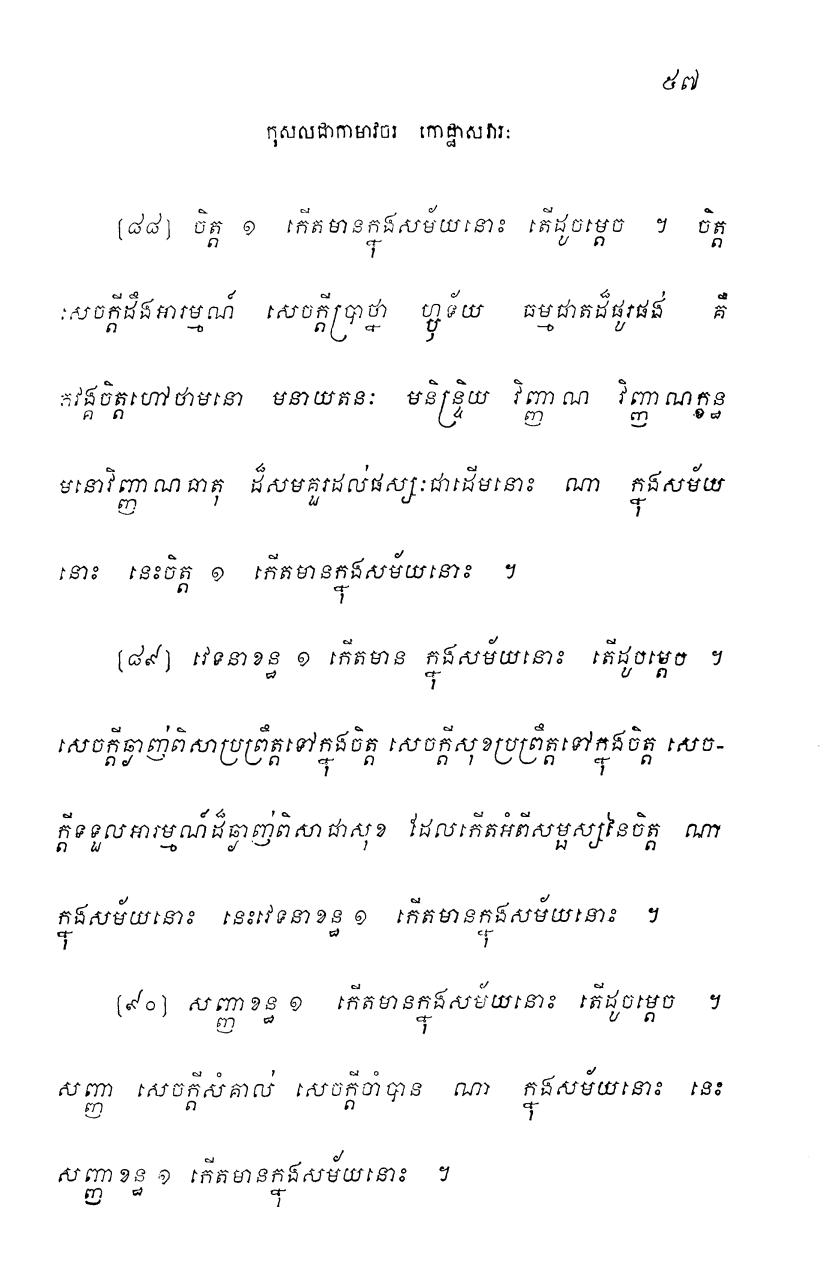 ៥៧
កុសលជាកាមាវចរ កោដ្ឋាសវារៈ
[៨៨] ចិត្ត ១ កើតមានក្នុងសម័យនោះ តើដូចម្តេច ។ ចិត្ត
សេចក្តីដឹងអារម្មណ៍ សេចក្តីប្រាថ្នា ហ្ឫទ័យ ធម្មជាតដ៏ផូរផង់ គឺ
ភវង្គចិត្តហៅថាមនោ មនាយតនៈ មនិន្ទ្រិយ វិញ្ញាណ វិញ្ញាណក្ខន្ធ
មនោវិញ្ញាណធាតុ ដ៏សមគួរដល់ផស្សៈជាដើមនោះ ណា ក្នុងសម័យ
នោះ នេះចិត្ត ១ កើតមានក្នុងសម័យនោះ ។
[៨៩] វេទនាខន្ធ ១ កើតមាន ក្នុងសម័យនោះ តើដូចម្តេច ។
សេចក្តីឆ្ងាញ់ពិសាប្រព្រឹត្តទៅក្នុងចិត្ត សេចក្តីសុខប្រព្រឹត្តទៅក្នុងចិត្ត សេច-
ក្តីទទួលអារម្មណ៍ដ៏ឆ្ងាញ់ពិសាជាសុខ ដែលកើតអំពីសម្ផស្សនៃចិត្ត ណា
ក្នុងសម័យនោះ នេះវេទនាខន្ធ ១ កើតមានក្នុងសម័យនោះ ។
[៩០] សញ្ញាខន្ធ ១ កើតមានក្នុងសម័យនោះ តើដូចម្តេច ។
សញ្ញា សេចក្តីសំគាល់ សេចក្តីចាំបាន ណា ក្នុងសម័យនោះ នេះ
សញ្ញាខន្ធ ១ កើតមានក្នុងសម័យនោះ ។